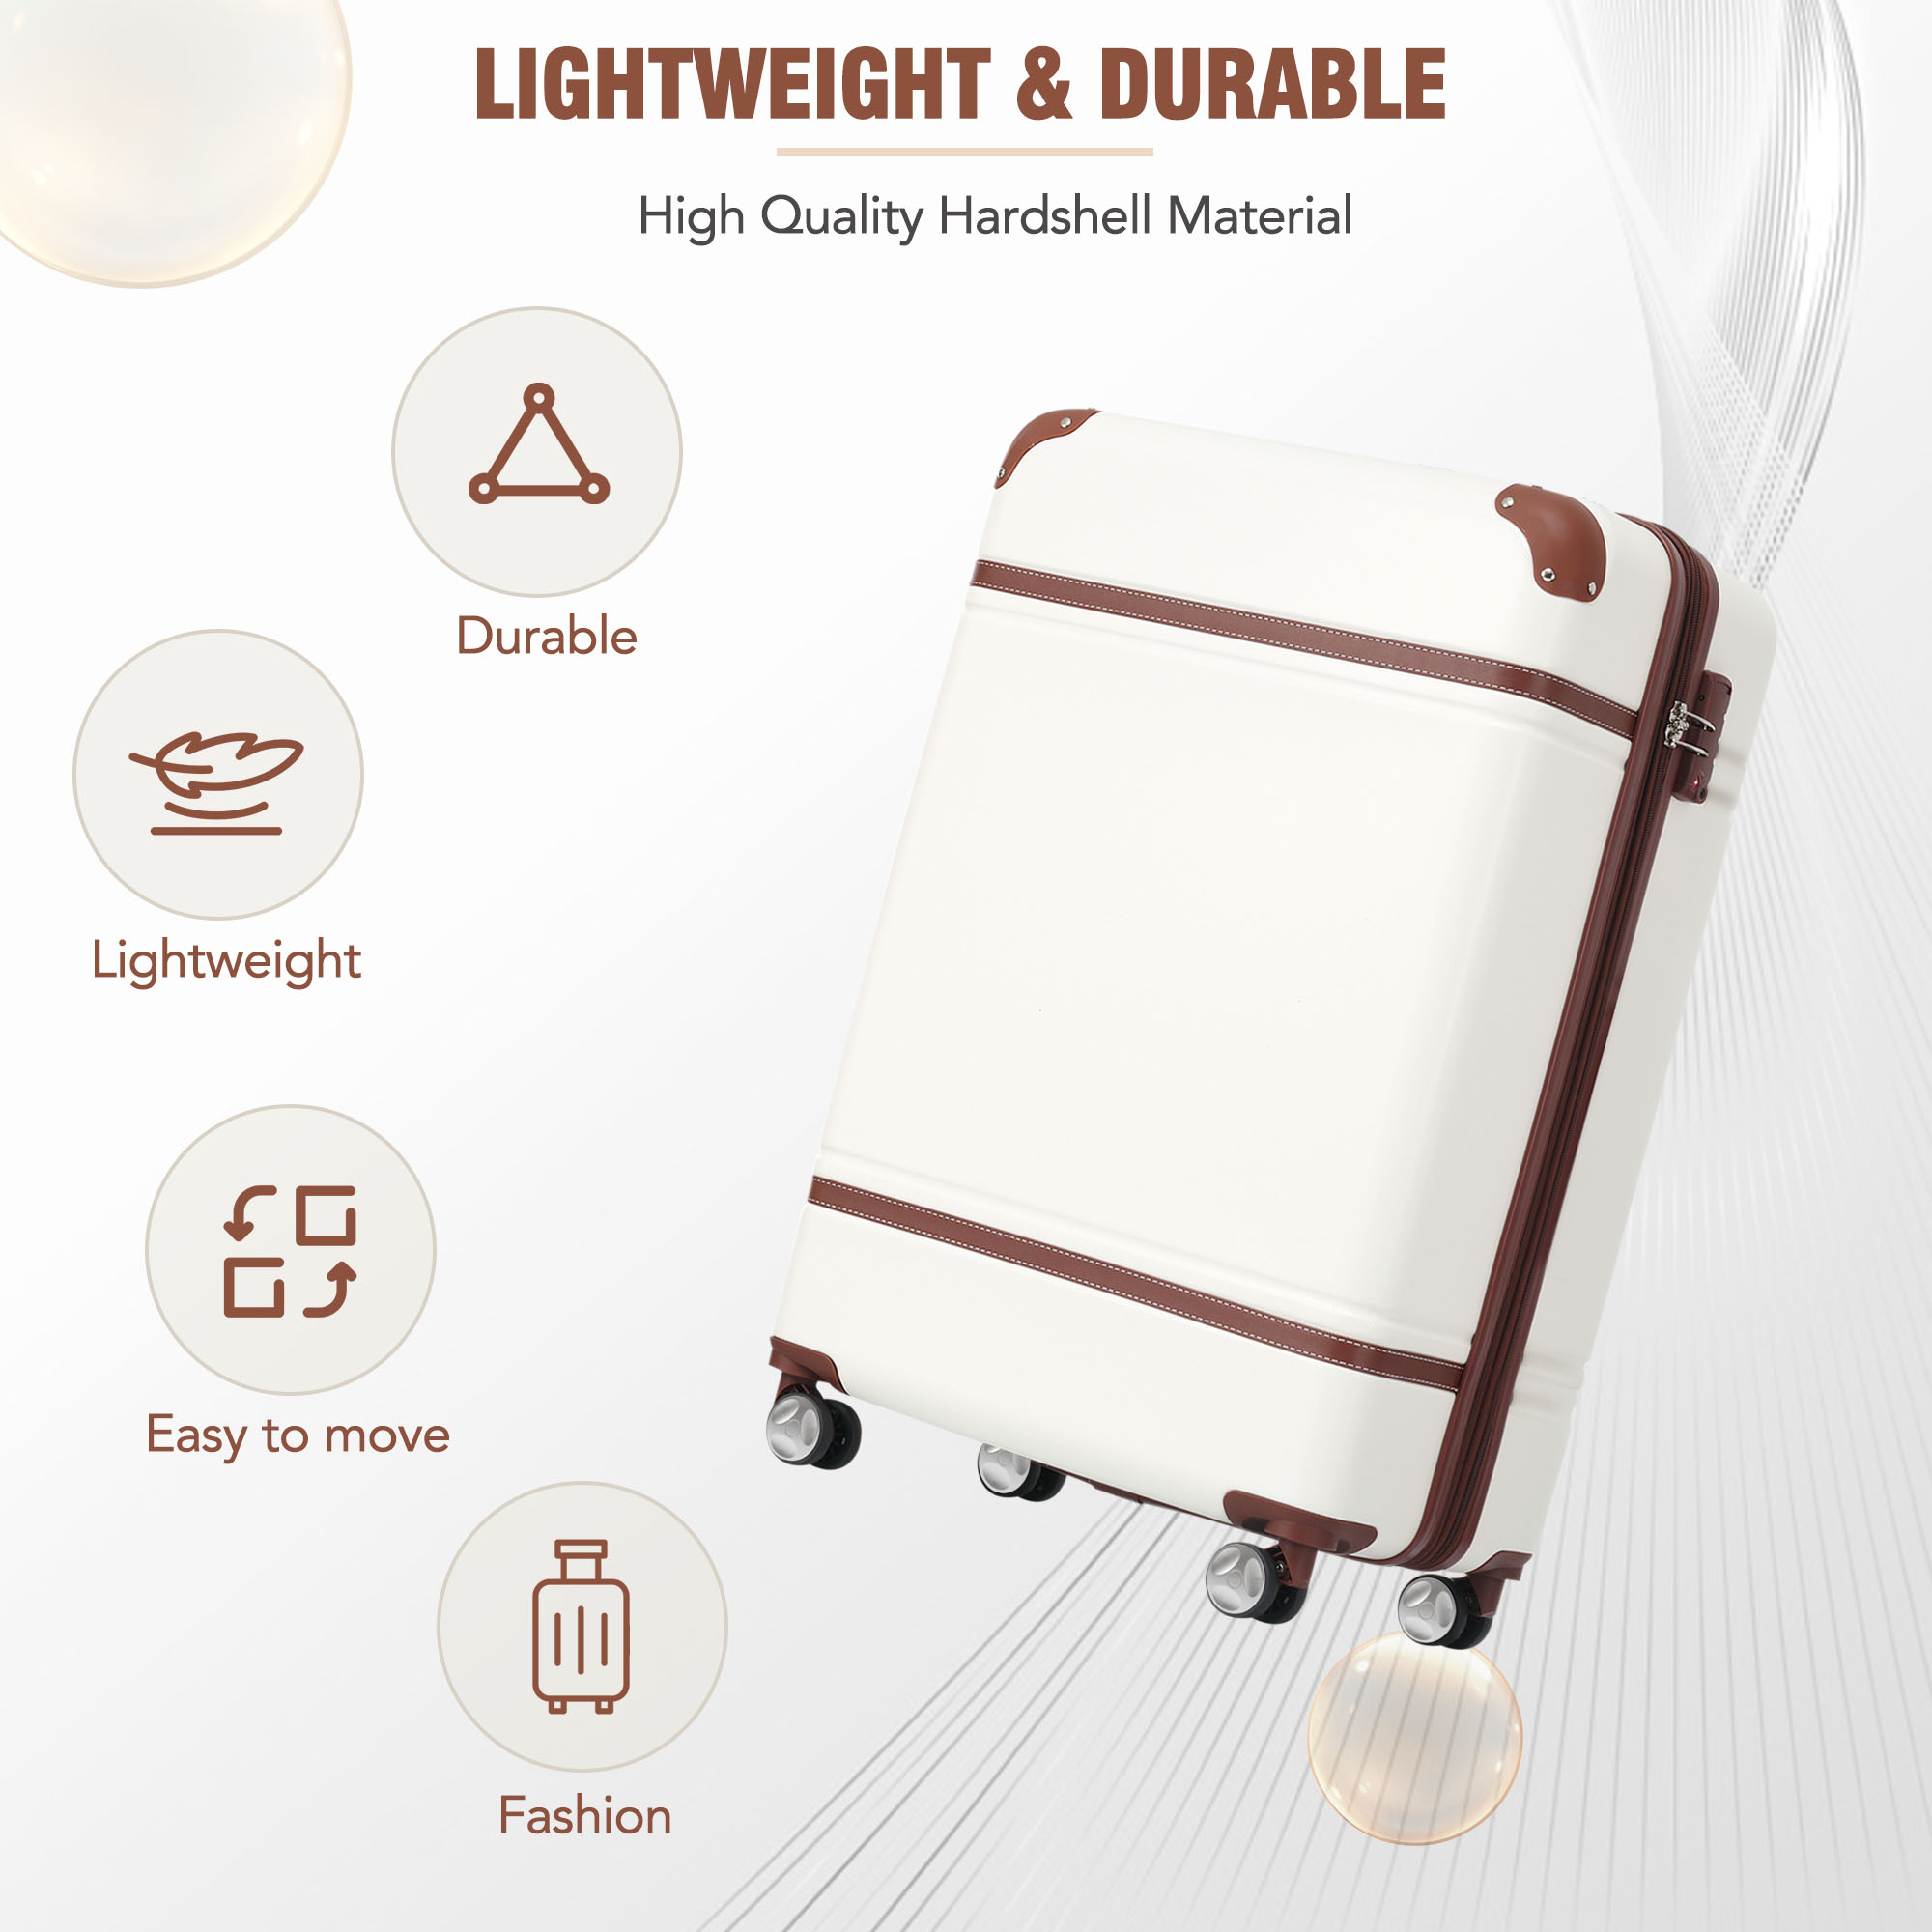 LIGHTWEIGHT & DURABLE
High Quality Hardshell Material
Durable
Lightweight
Easy to move
Fashion